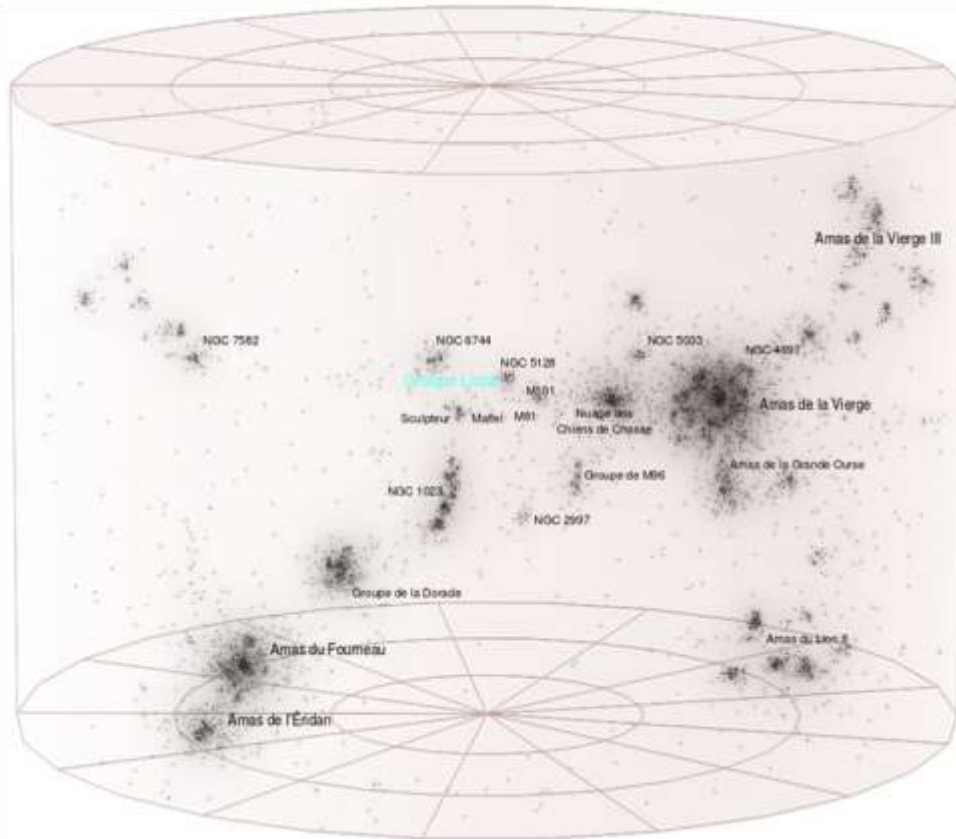 Amas de la Vierge III
NGC 7582
NGC 6744
NGC 5033
NGC 4697
NGC 5128
Groupe Local
M101
Amas de la Vierge
Sculpteur
Maffei
M81
Nuage des
Chiens de Chasse
Amas de la Grande Ourse
Groupe de M96
NGC 1023
NGC 2997
Groupe de la Dorade
Amas du Lion II
Amas du Fourneau
Amas de l'Éridan